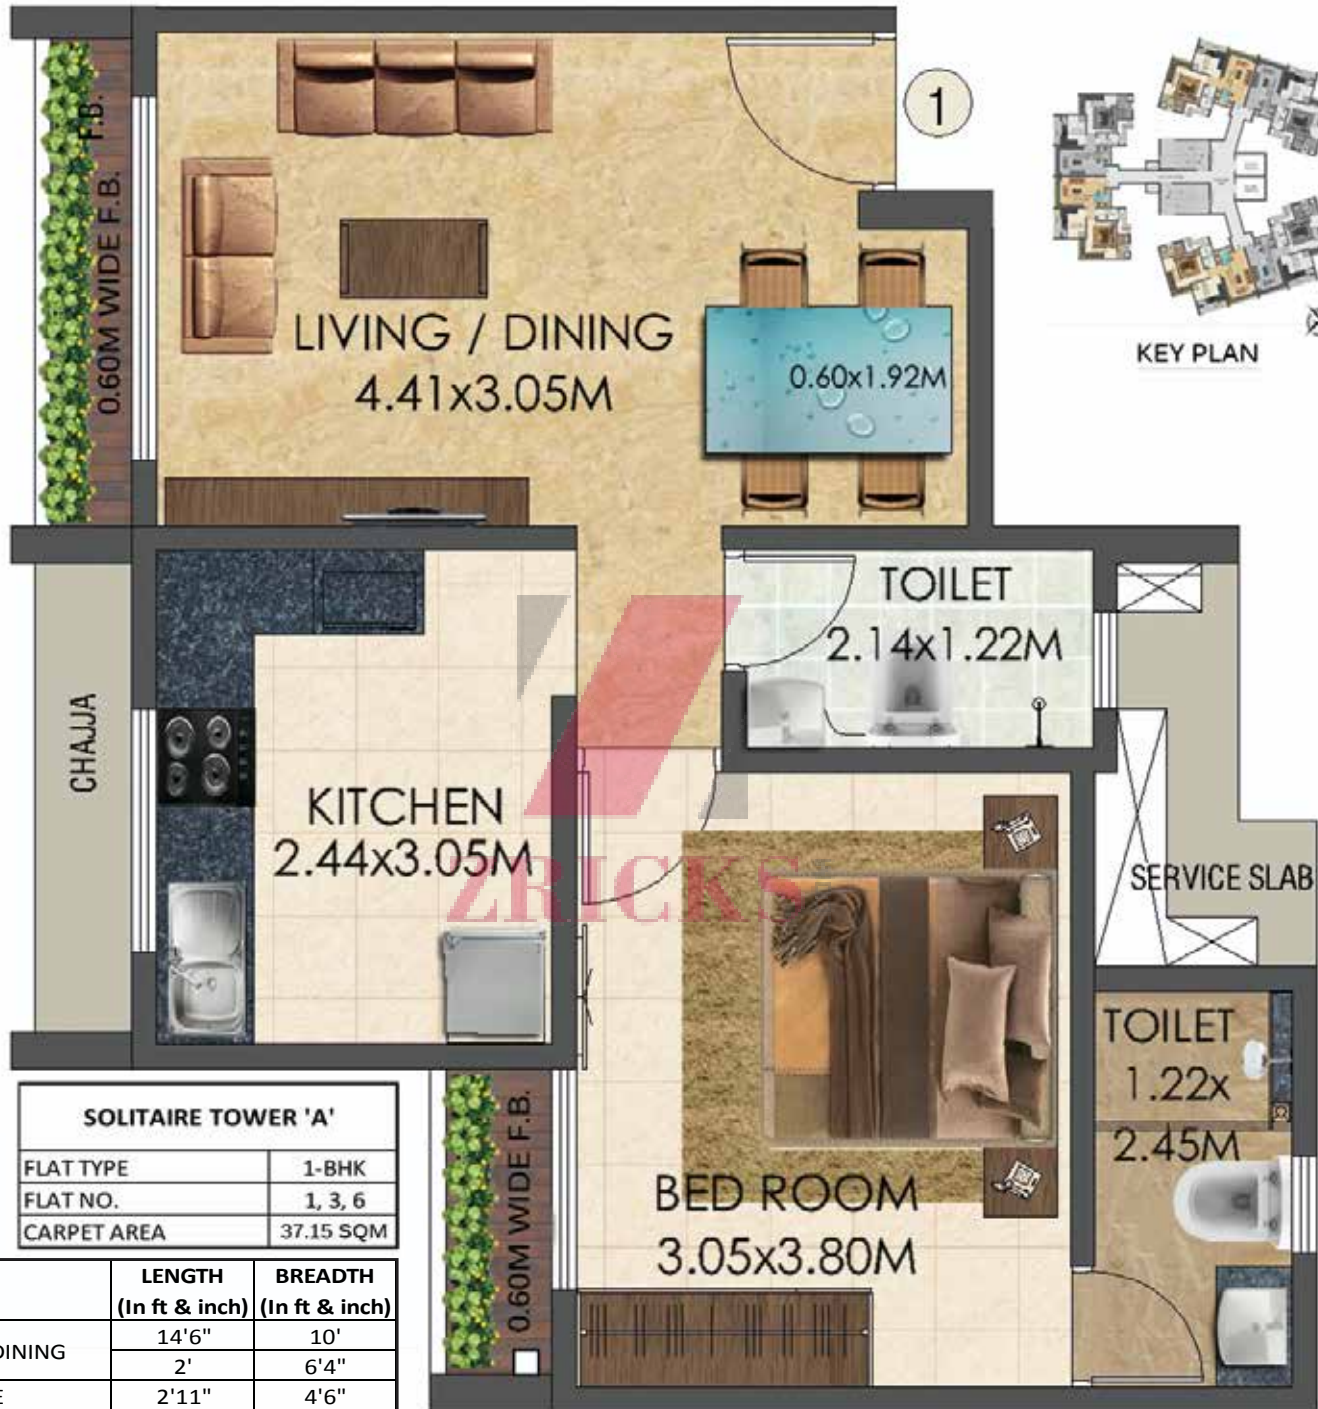 0.60M WIDE F.B.
F.B.
1
LIVING / DINING
4.41x3.05M
0.60x1.92M
KEY PLAN
CHAJJA
KITCHEN
2.44x3.05M
TOILET
2.14x1.22M
ZRICKS
SERVICE SLAB
TOILET
1.22x
2.45M
BED ROOM
3.05x3.80M
0.60M WIDE F.B.
SOLITAIRE TOWER 'A'
FLAT TYPE 1-BHK
FLAT NO. 1, 3, 6
CARPET AREA 37.15 SQM
LENGTH BREADTH
(In ft & inch) (In ft & inch)
14'6" 10'
DINING
2' 6'4"
E 2'11" 4'6"